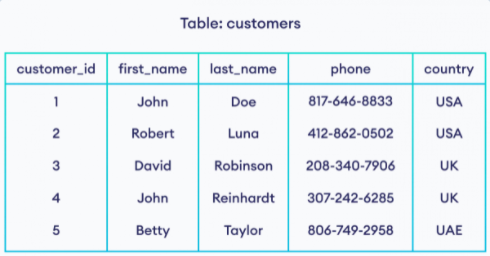 Table: customers
customer_id first_name last_name phone country
1 John Doe 817-646-8833 USA
2 Robert Luna 412-862-0502 USA
3 David Robinson 208-340-7906 UK
4 John Reinhardt 307-242-6285 UK
5 Betty Taylor 806-749-2958 UAE